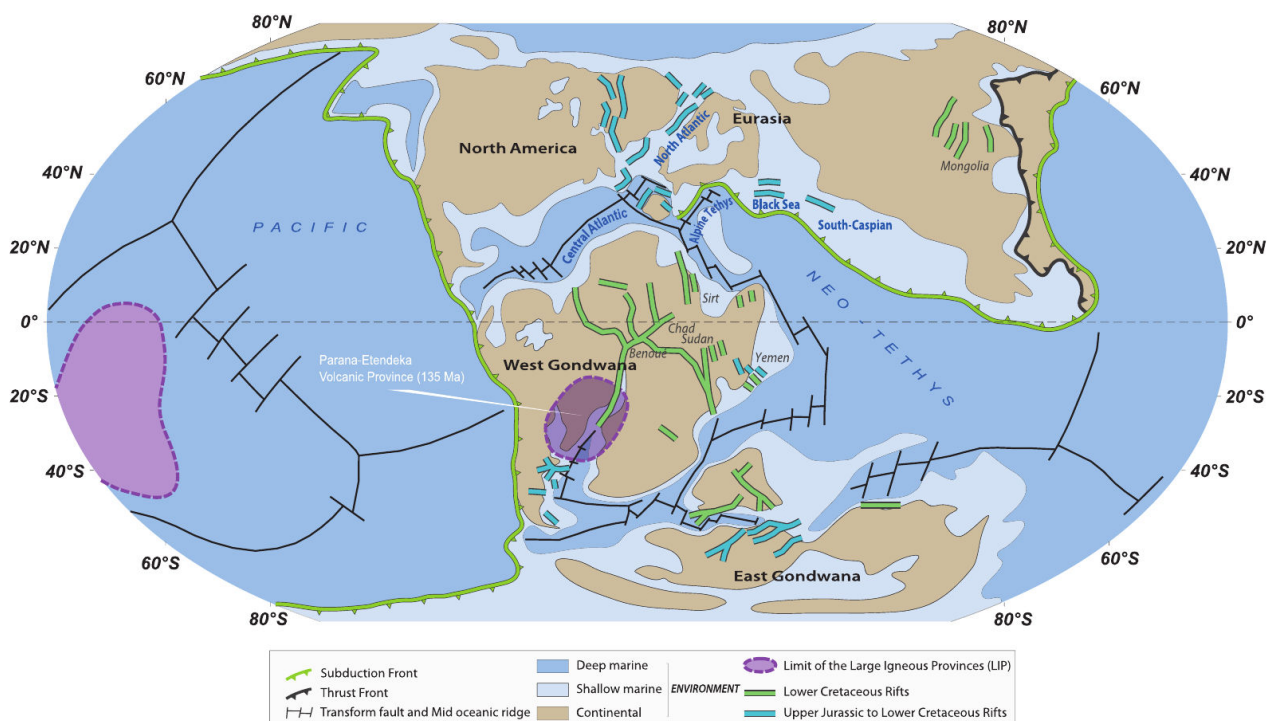 80°N
80°N
60°N
60°N
Eurasia
North America
North Atlantic
Mongolia
40°N
40°N
PACIFIC
Central Atlantic
Alpine Tethys
Black Sea
South-Caspian
20°N
20°N
NEO TETHYS
Sirt
0°
0°
Chad
Sudan
Benoue
Yemen
West Gondwana
Parana-Etendeka
Volcanic Province (135 Ma)
20°S
20°S
40°S
40°S
60°S
60°S
East Gondwana
80°S
80°S
Subduction Front
Thrust Front
Transform fault and Mid oceanic ridge
Deep marine
Shallow marine
Continental
ENVIRONMENT
Limit of the Large Igneous Provinces (LIP)
Lower Cretaceous Rifts
Upper Jurassic to Lower Cretaceous Rifts